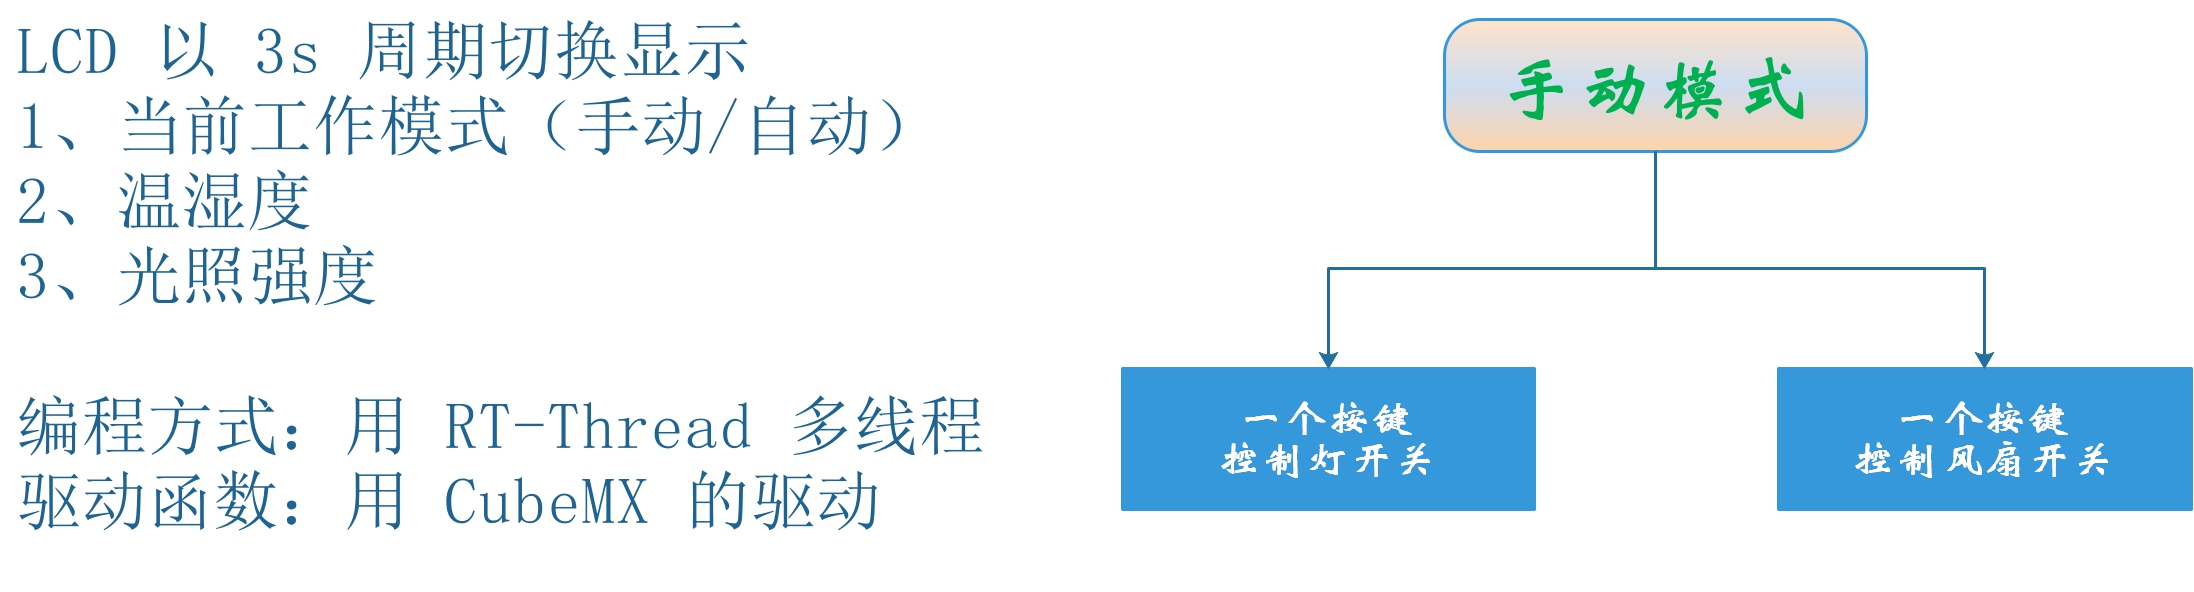 LCD 以 3s 周期切换显示
1、当前工作模式（手动/自动）
2、温湿度
3、光照强度
编程方式：用 RT-Thread 多线程
驱动函数：用 CubeMX 的驱动
手动模式
一个按键
控制灯开关
一个按键
控制风扇开关